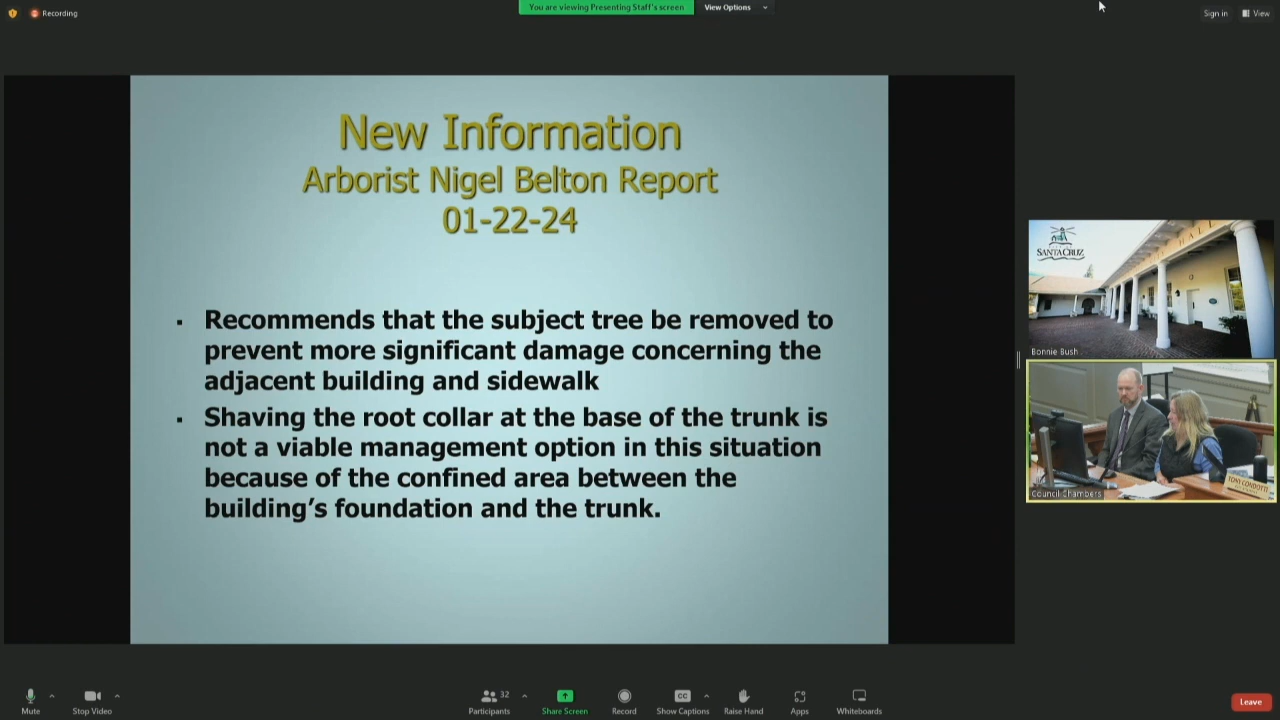 Recording
You are viewing Presenting Staff's screen
View Options
Sign in
View
New Information
Arborist Nigel Belton Report
01-22-24
▪ Recommends that the subject tree be removed to
prevent more significant damage concerning the
adjacent building and sidewalk
▪ Shaving the root collar at the base of the trunk is
not a viable management option in this situation
because of the confined area between the
building's foundation and the trunk.
SANTA CRUZ
HALL
Bonnie Bush
TONY CONDOTTI
Council Chambers
Mute
Stop Video
Participants
32
Share Screen
Record
CC
Show Captions
Raise Hand
Apps
Whiteboards
Leave